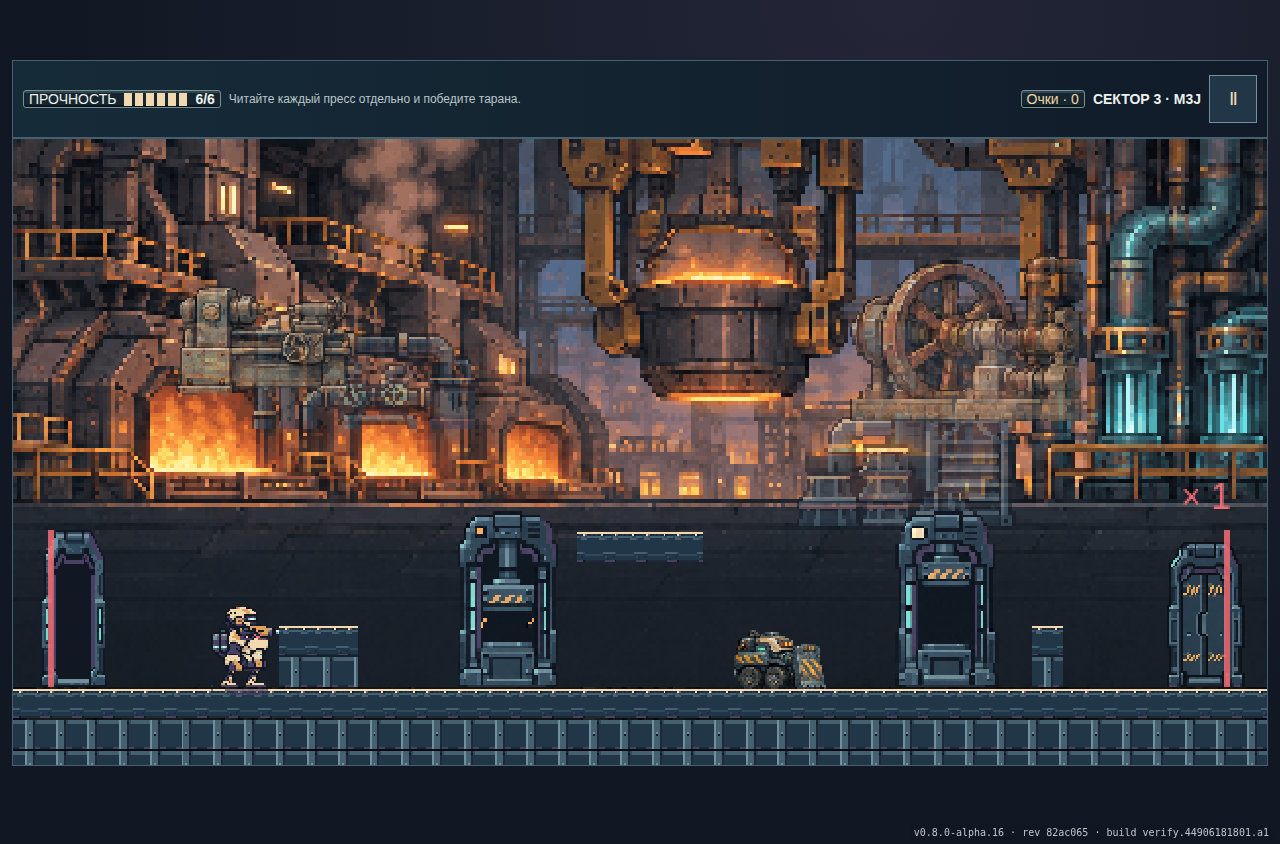 ПРОЧНОСТЬ 6/6 Читайте каждый пресс отдельно и победите тарана. Очки · 0 СЕКТОР 3 · M3J II
× 1
v0.8.0-alpha.16 · rev 82ac065 · build verify.44906181801.a1